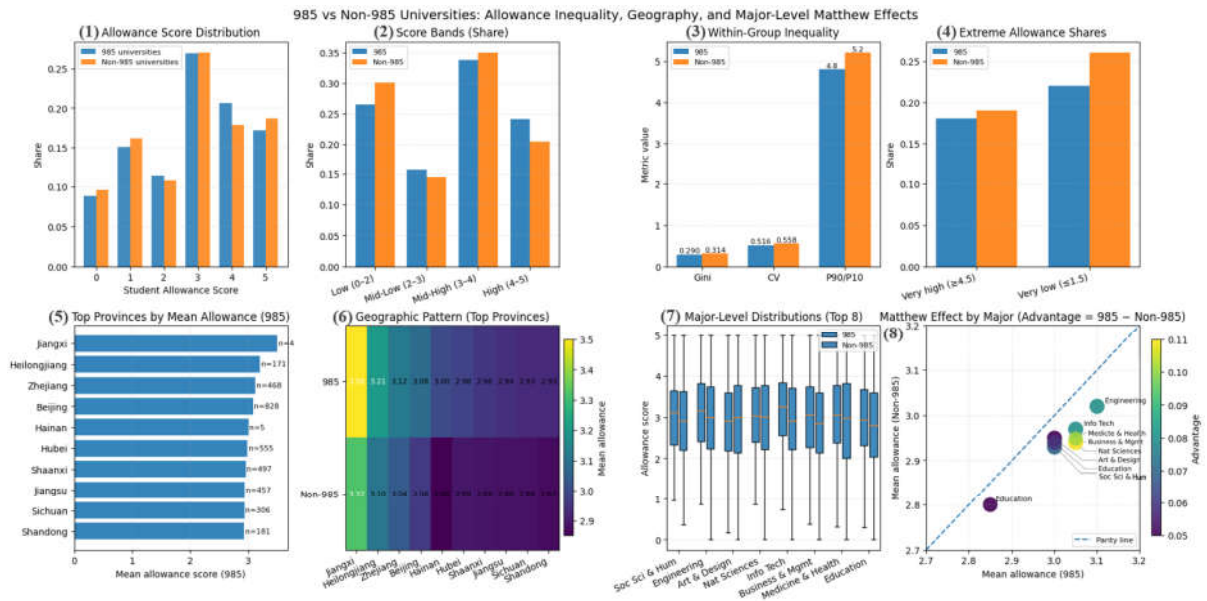 985 vs Non-985 Universities: Allowance Inequality, Geography, and Major-Level Matthew Effects
(1) Allowance Score Distribution
985 universities
Non-985 universities
0.25
0.20
0.15
0.10
0.05
0.00
Share
0 1 2 3 4 5
Student Allowance Score
(2) Score Bands (Share)
985
Non-985
0.35
0.30
0.25
0.20
0.15
0.10
0.05
0.00
Share
Low (0–2) Mid-Low (2–3) Mid-High (3–4) High (4–5)
(3) Within-Group Inequality
985
Non-985
5
4
3
2
1
0
Metric value
0.290 0.314 0.516 0.558 4.8 5.2
Gini CV P90/P10
(4) Extreme Allowance Shares
985
Non-985
0.25
0.20
0.15
0.10
0.05
0.00
Share
Very high (≥4.5) Very low (≤1.5)
(5) Top Provinces by Mean Allowance (985)
Jiangxi n=4
Heilongjiang n=171
Zhejiang n=468
Beijing n=828
Hainan n=5
Hubei n=555
Shaanxi n=497
Jiangsu n=457
Sichuan n=306
Shandong n=181
0 1 2 3
Mean allowance score (985)
(6) Geographic Pattern (Top Provinces)
985
3.21 3.12 3.08 3.00 2.98
Non-985
3.10 3.04 3.04
Jiangxi Heilongjiang Zhejiang Beijing Hainan Hubei Shaanxi Jiangsu Sichuan Shandong
3.5
3.4
3.3
3.2
3.1
3.0
2.9
Mean allowance
(7) Major-Level Distributions (Top 8)
985
Non-985
5
4
3
2
1
0
Allowance score
Soc Sci & Hum Engineering Art & Design Nat Sciences Info Tech Business & Mgmt Medicine & Health Education
(8) Matthew Effect by Major (Advantage = 985 − Non-985)
3.2
3.1
3.0
2.9
2.8
2.7
Mean allowance (Non-985)
Engineering
Info Tech
Medicte & Health
Business & Mgmt
Nat Sciences
Art & Design
Education
Soc Sci & Hum
Education
Parity line
2.7 2.8 2.9 3.0 3.1 3.2
Mean allowance (985)
0.11
0.10
0.09
0.08
0.07
0.06
0.05
Advantage